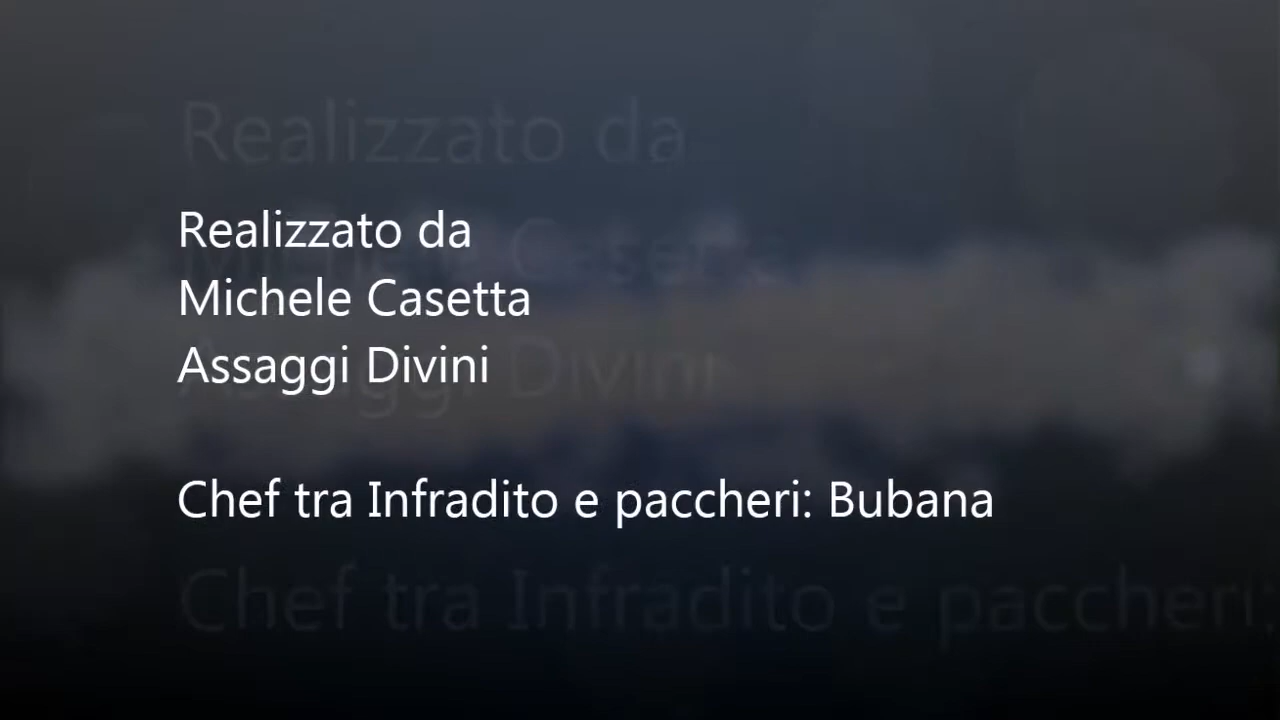 Realizzato da
Michele Casetta
Assaggi Divini
Chef tra Infradito e paccheri: Bubana